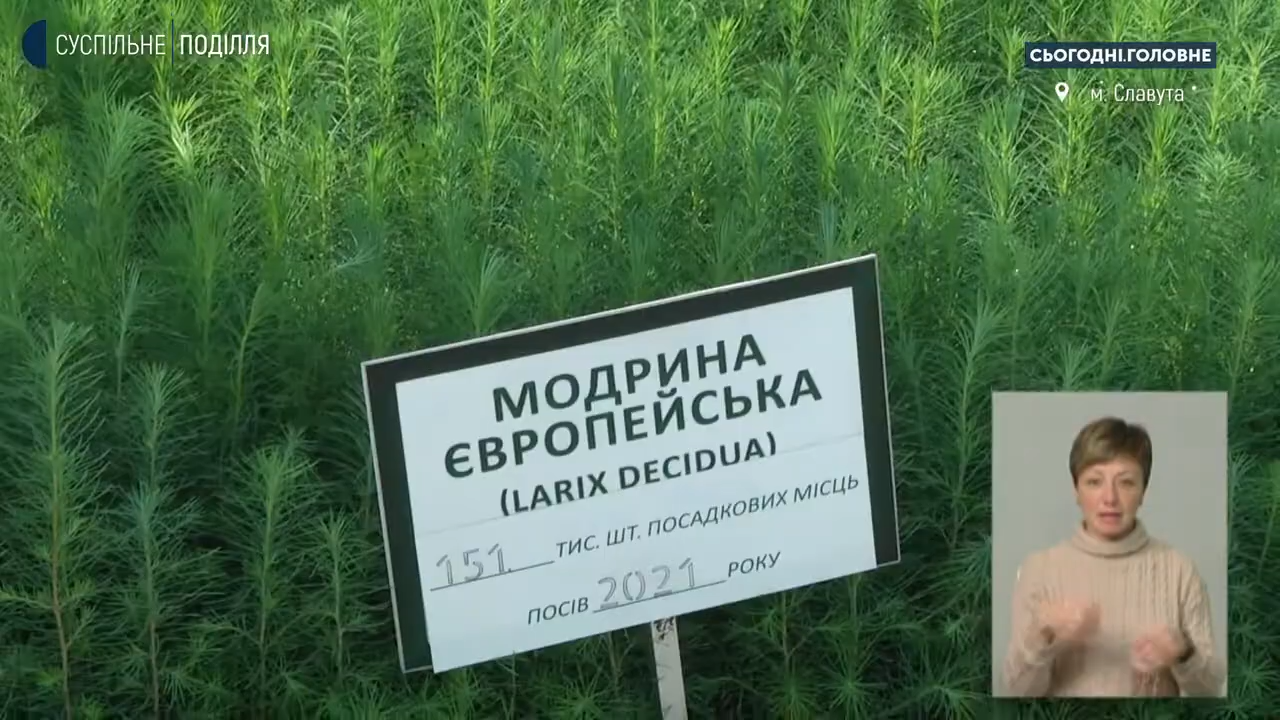 СУСПІЛЬНЕ ПОДІЛЛЯ
СЬОГОДНІ.ГОЛОВНЕ
м. Славута
МОДРИНА
ЄВРОПЕЙСЬКА
(LARIX DECIDUA)
151. ТИС. ШТ. ПОСАДКОВИХ МІСЦЬ
ПОСІВ 2021 РОКУ